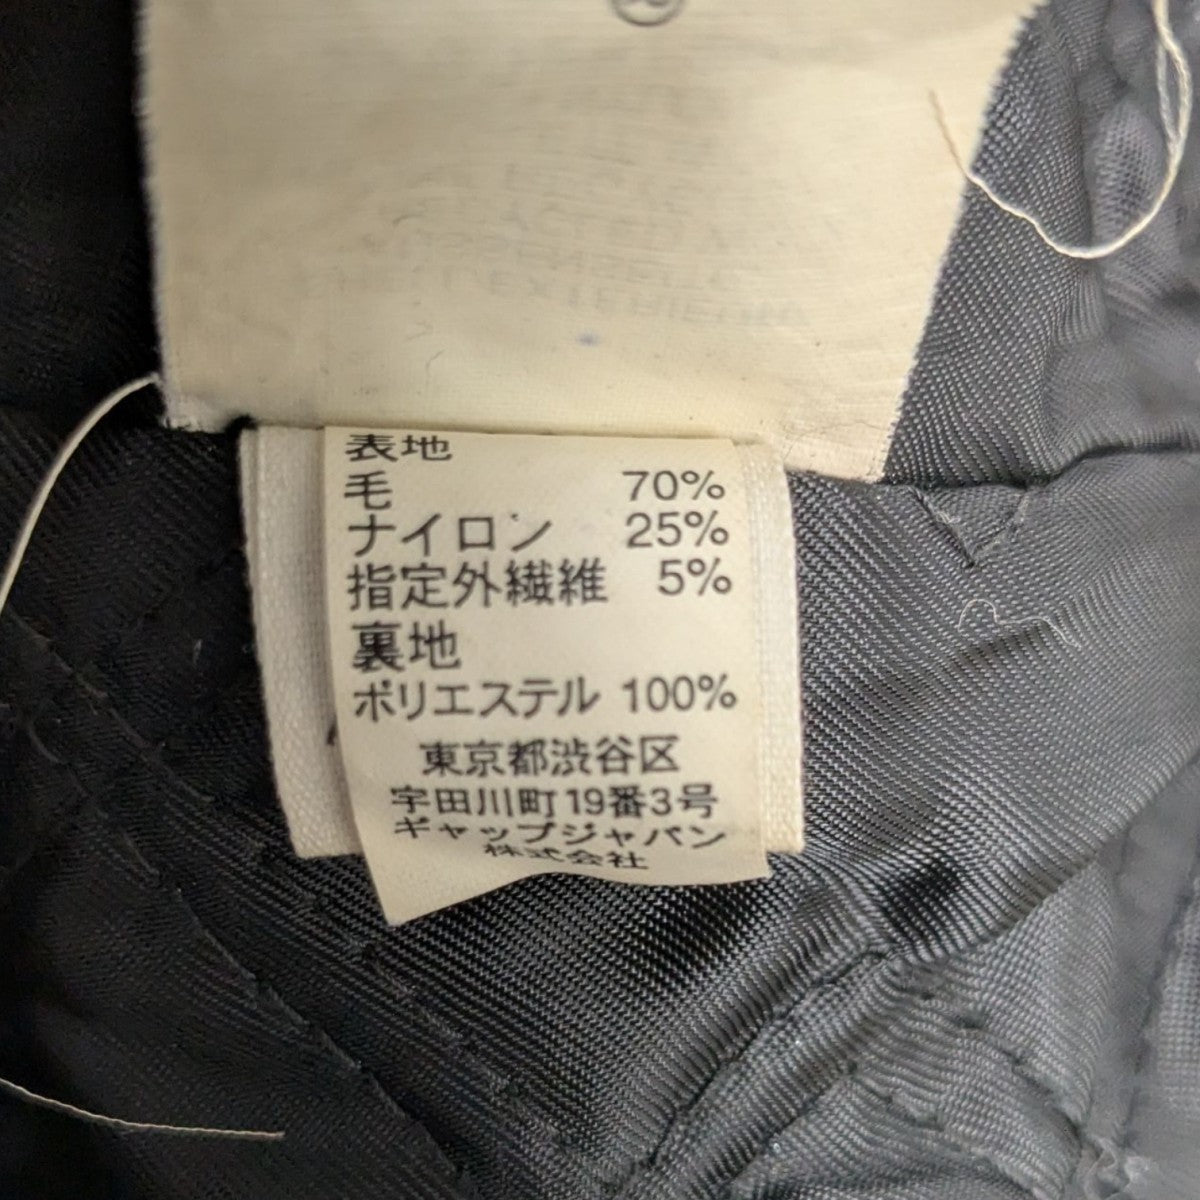 ®
表地
毛 70%
ナイロン 25%
指定外繊維 5%
裏地
ポリエステル 100%
東京都渋谷区
宇田川町19番3号
ギャップジャパン
株式会社